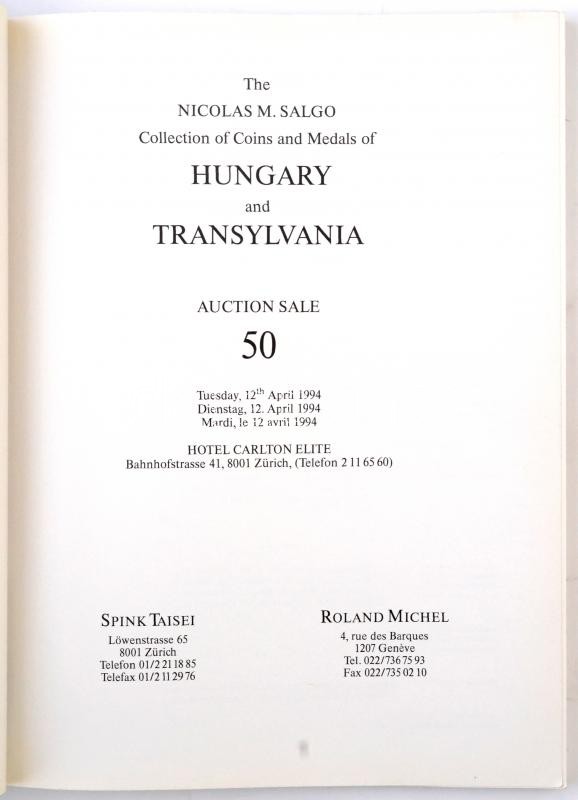 The
NICOLAS M. SALGO
Collection of Coins and Medals of
HUNGARY
and
TRANSYLVANIA
AUCTION SALE
50
Tuesday, 12th April 1994
Dienstag, 12. April 1994
Mardi, le 12 avril 1994
HOTEL CARLTON ELITE
Bahnhofstrasse 41, 8001 Zürich, (Telefon 2 11 65 60)
SPINK TAISEI
Löwenstrasse 65
8001 Zürich
Telefon 01/2 21 18 85
Telefax 01/2 11 29 76
ROLAND MICHEL
4, rue des Barques
1207 Genève
Tel. 022/736 75 93
Fax 022/735 02 10